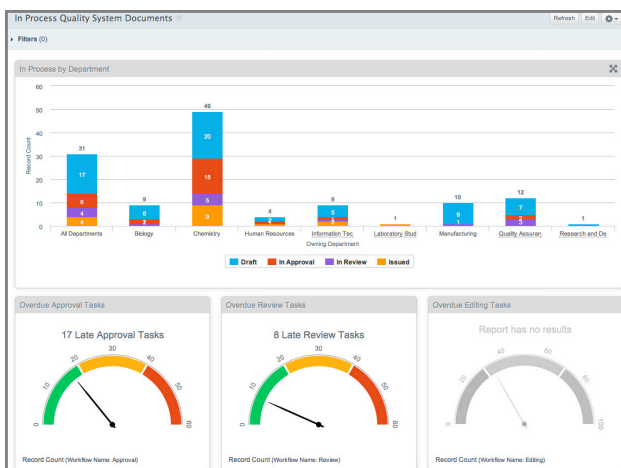 In Process Quality System Documents
Refresh Edit
Filters (0)
In Process by Department
60
50
40
30
20
10
0
Record Count
31
17
6
4
4
9
6
49
20
15
5
9
4
9
5
1
10
9
1
12
7
2
3
1
All Departments Biology Chemistry Human Resources Information Tec Laboratory Stud Manufacturing Quality Assuran Research and De
Owning Department
Draft In Approval In Review Issued
Overdue Approval Tasks
17 Late Approval Tasks
0 10 20 30 40 50 60
Record Count (Workflow Name: Approval)
Overdue Review Tasks
8 Late Review Tasks
0 10 20 30 40 50 60
Record Count (Workflow Name: Review)
Overdue Editing Tasks
Report has no results
0 20 40 60 80 100
Record Count (Workflow Name: Editing)